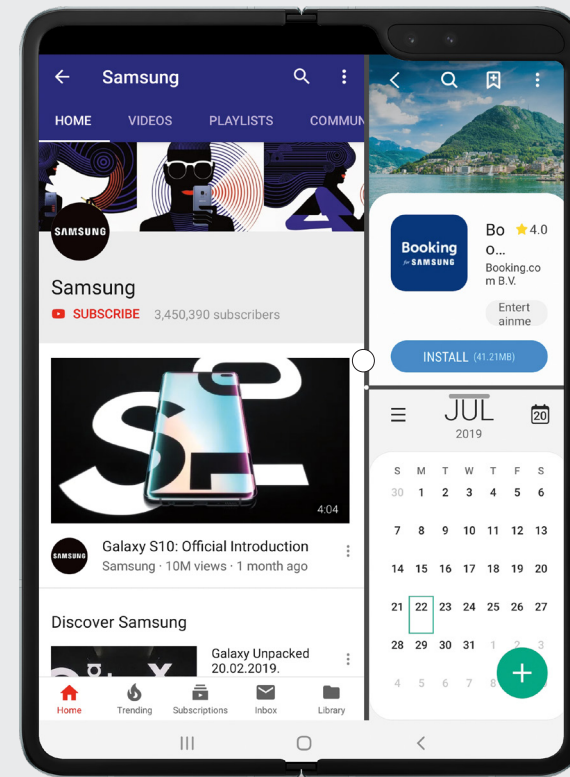 Samsung
HOME VIDEOS PLAYLISTS COMMUN
SAMSUNG
Samsung
SUBSCRIBE 3,450,390 subscribers
4:04
SAMSUNG
Galaxy S10: Official Introduction
Samsung · 10M views · 1 month ago
Discover Samsung
Galaxy Unpacked
20.02.2019.
Home Trending Subscriptions Inbox Library
Booking
for SAMSUNG
Bo
o...
4.0
Booking.co
m B.V.
Entert
ainme
INSTALL (41.21MB)
JUL
2019
20
S M T W T F S
30 1 2 3 4 5 6
7 8 9 10 11 12 13
14 15 16 17 18 19 20
21 22 23 24 25 26 27
28 29 30 31 1 2 3
4 5 6 7 8